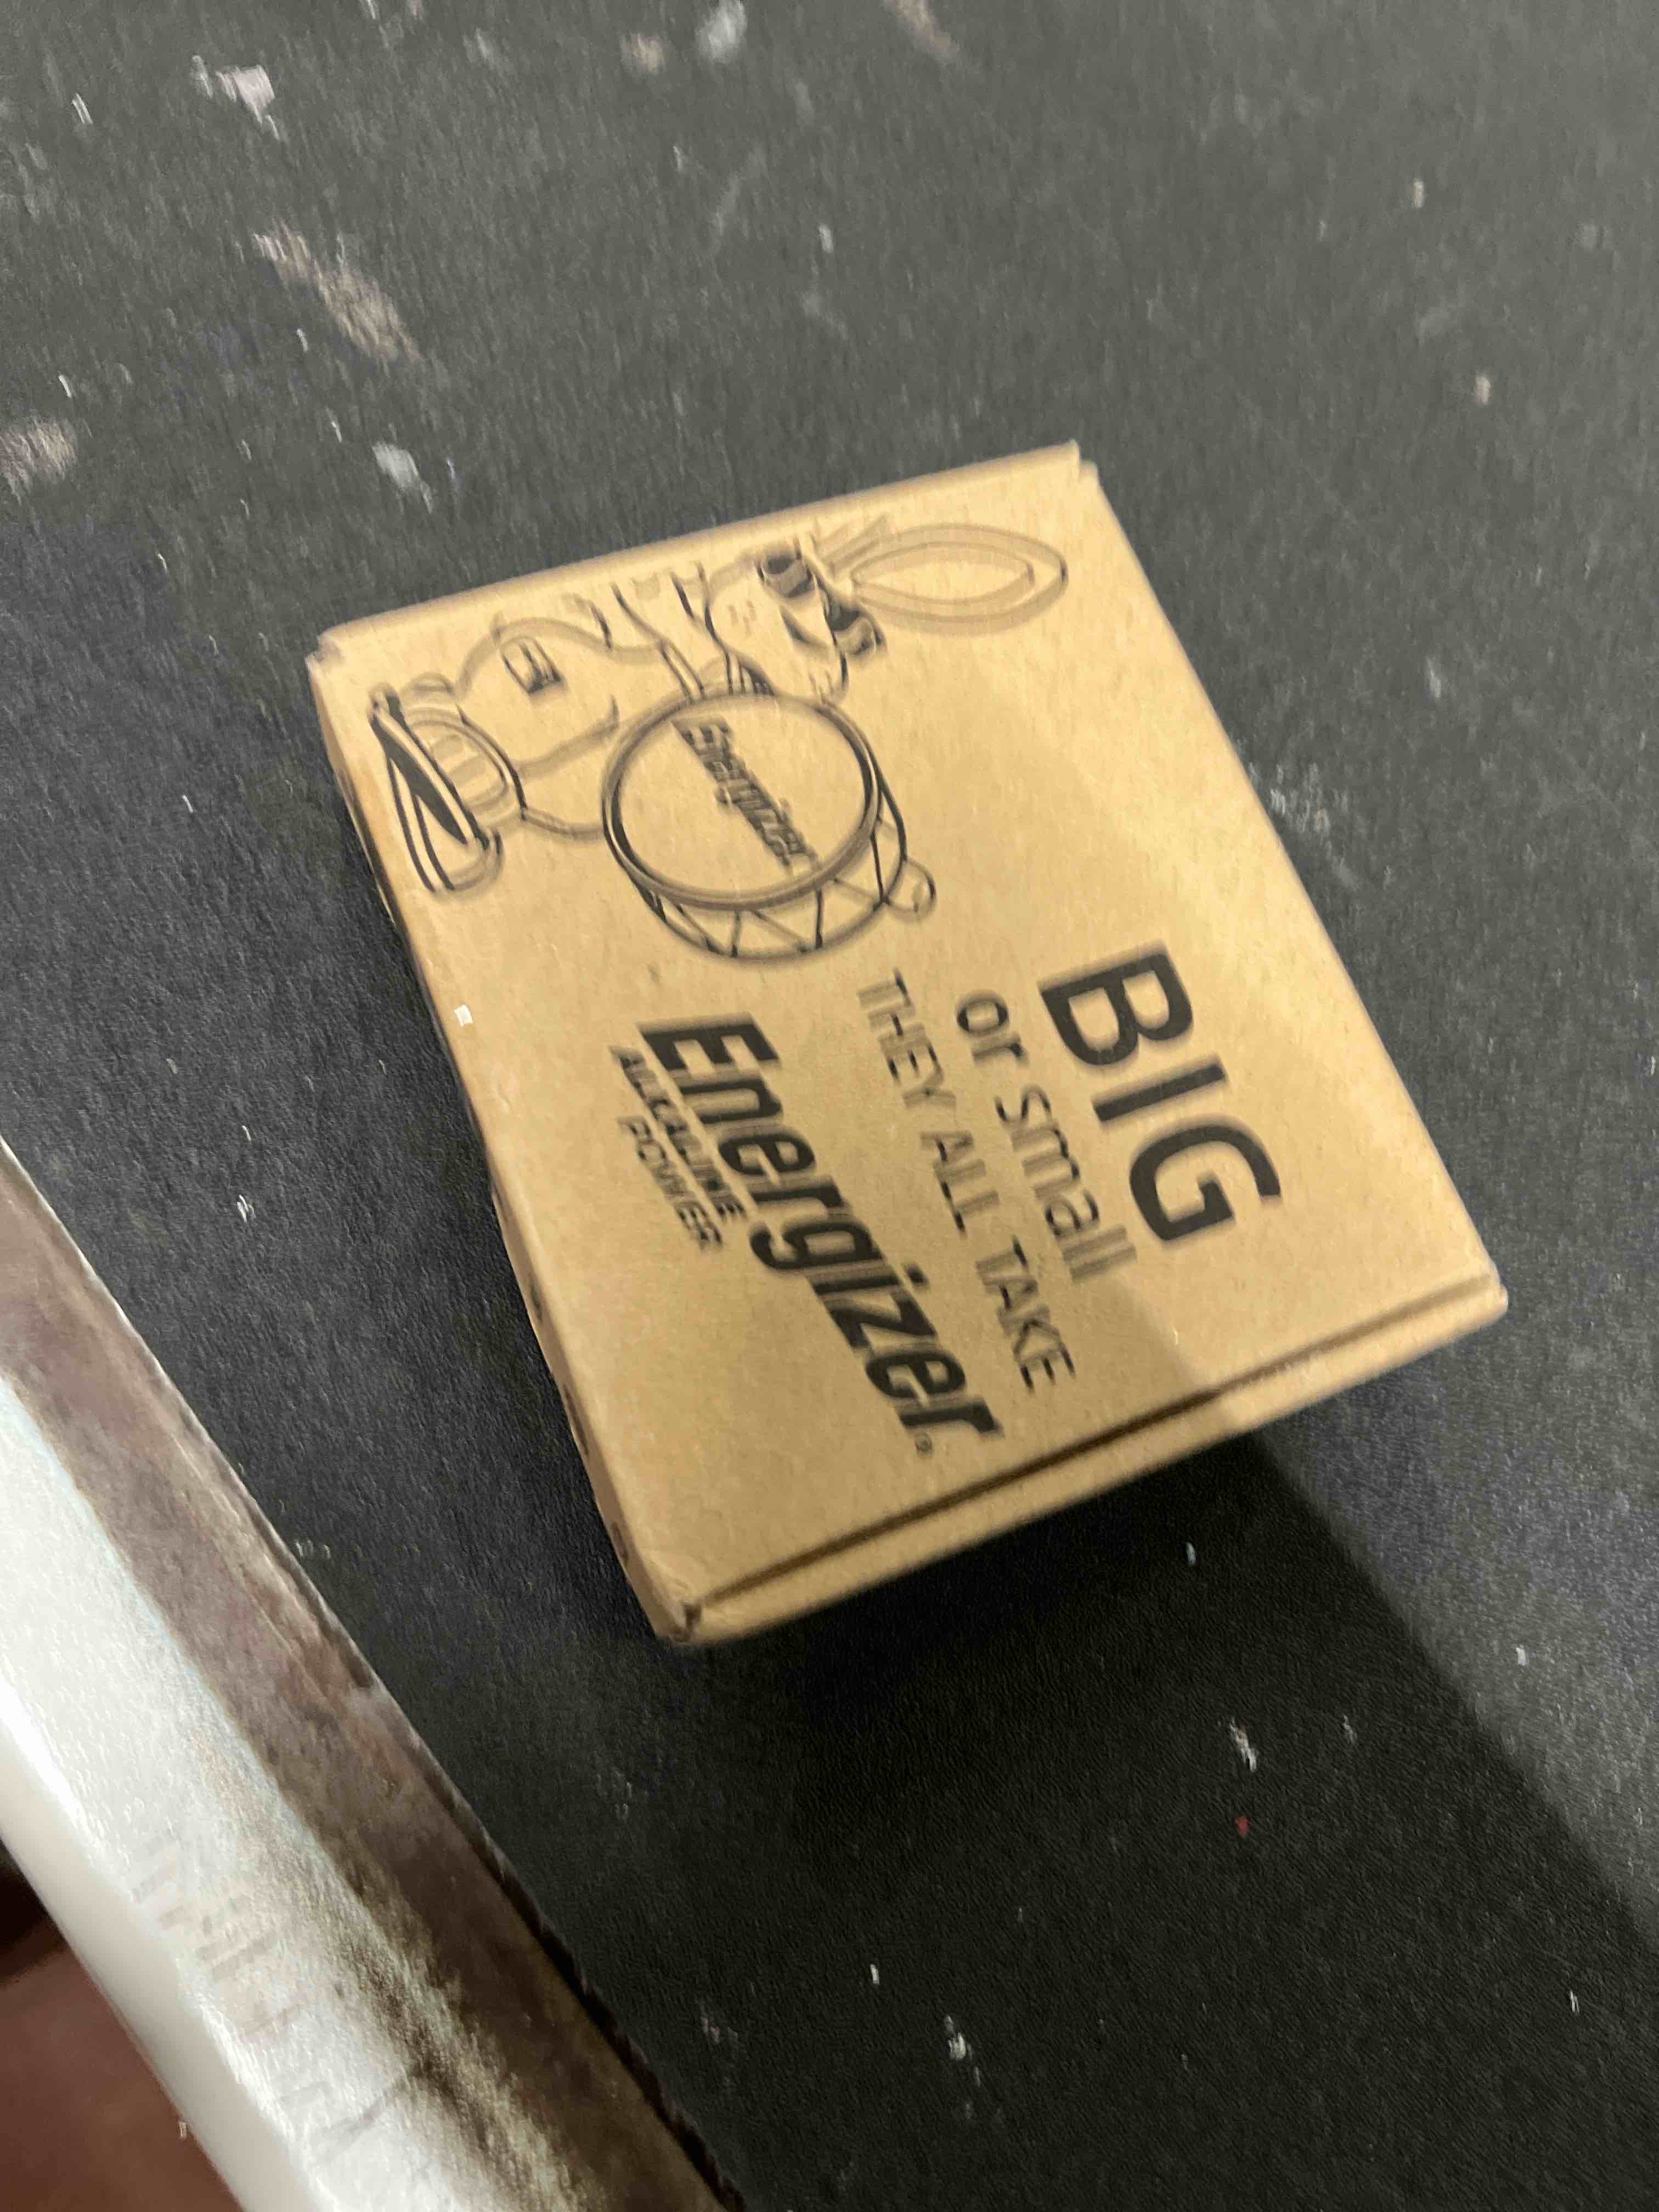 BIG
or small
THEY ALL TAKE
Energizer®
ALKALINE
POWER
Energizer